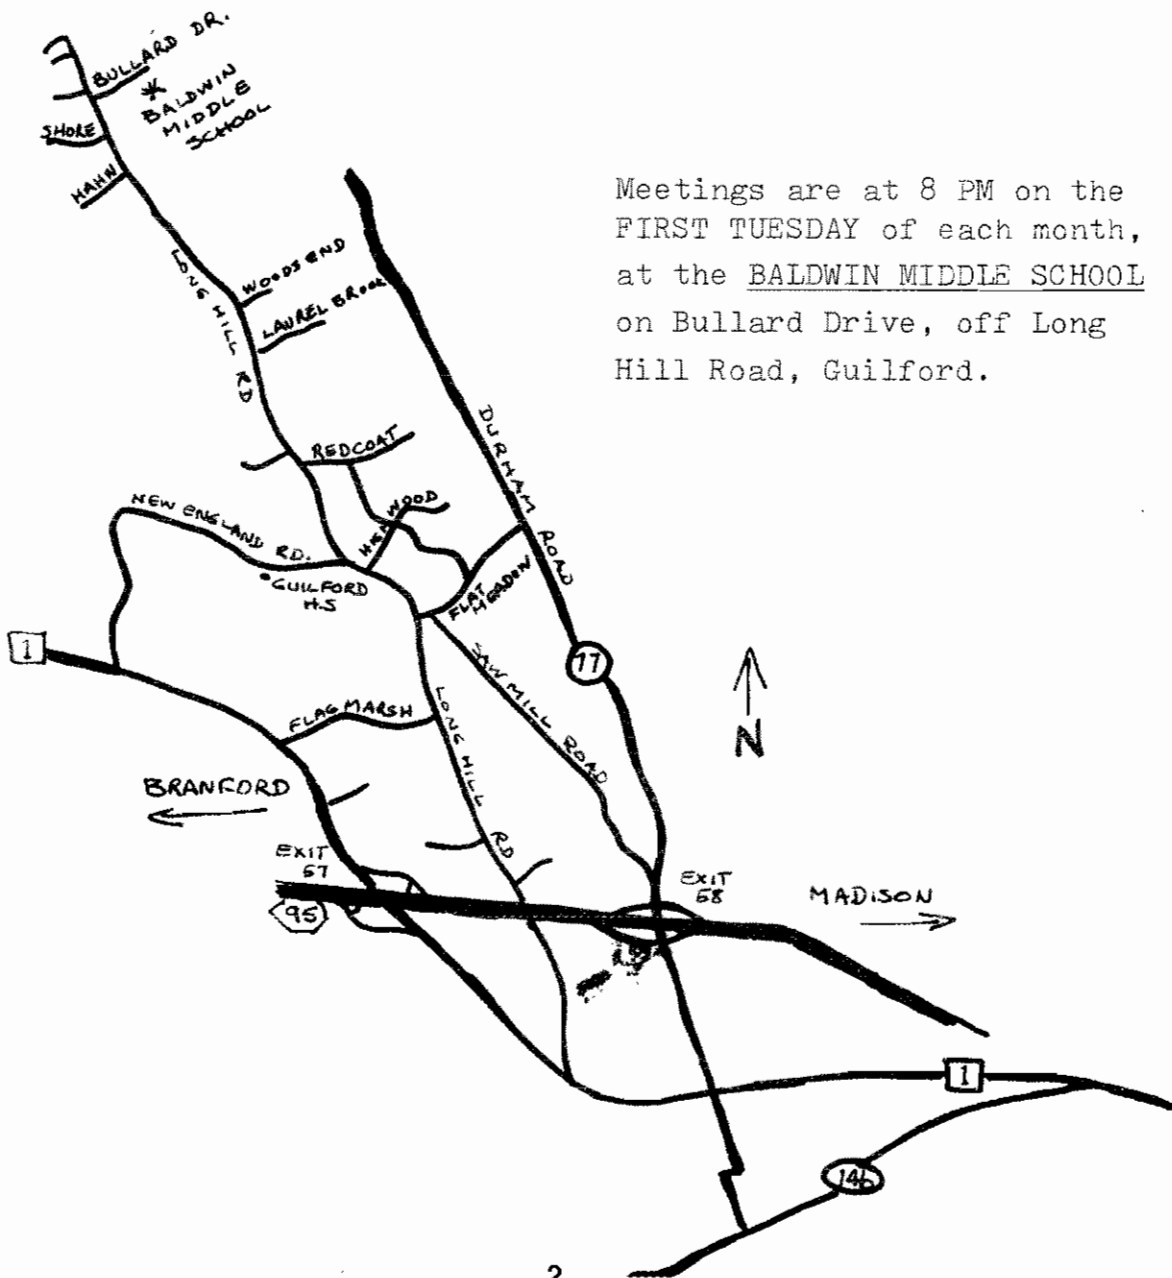 BULLARD DR.
BALDWIN
MIDDLE
SCHOOL
SHORE
HAHN
Meetings are at 8 PM on the
FIRST TUESDAY of each month,
at the BALDWIN MIDDLE SCHOOL
on Bullard Drive, off Long
Hill Road, Guilford.
WOODS END
LAUREL BROOK
LONG HILL RD
DURHAM ROAD
REDCOAT
HIGHWOOD
NEW ENGLAND RD.
GUILFORD
H.S
FLAT
MEADOW
1
77
SAW MILL ROAD
FLAG MARSH
LONG HILL RD
N
BRANFORD
EXIT
57
95
EXIT
58
MADISON
1
146
2